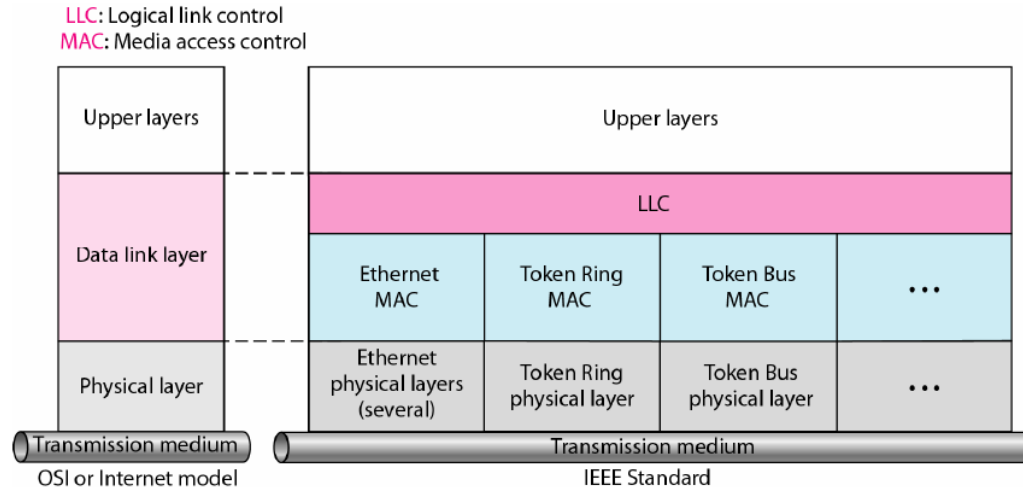 LLC: Logical link control
MAC: Media access control
Upper layers
Data link layer
Physical layer
Transmission medium
OSI or Internet model
Upper layers
LLC
Ethernet
MAC
Token Ring
MAC
Token Bus
MAC
...
Ethernet
physical layers
(several)
Token Ring
physical layer
Token Bus
physical layer
...
Transmission medium
IEEE Standard